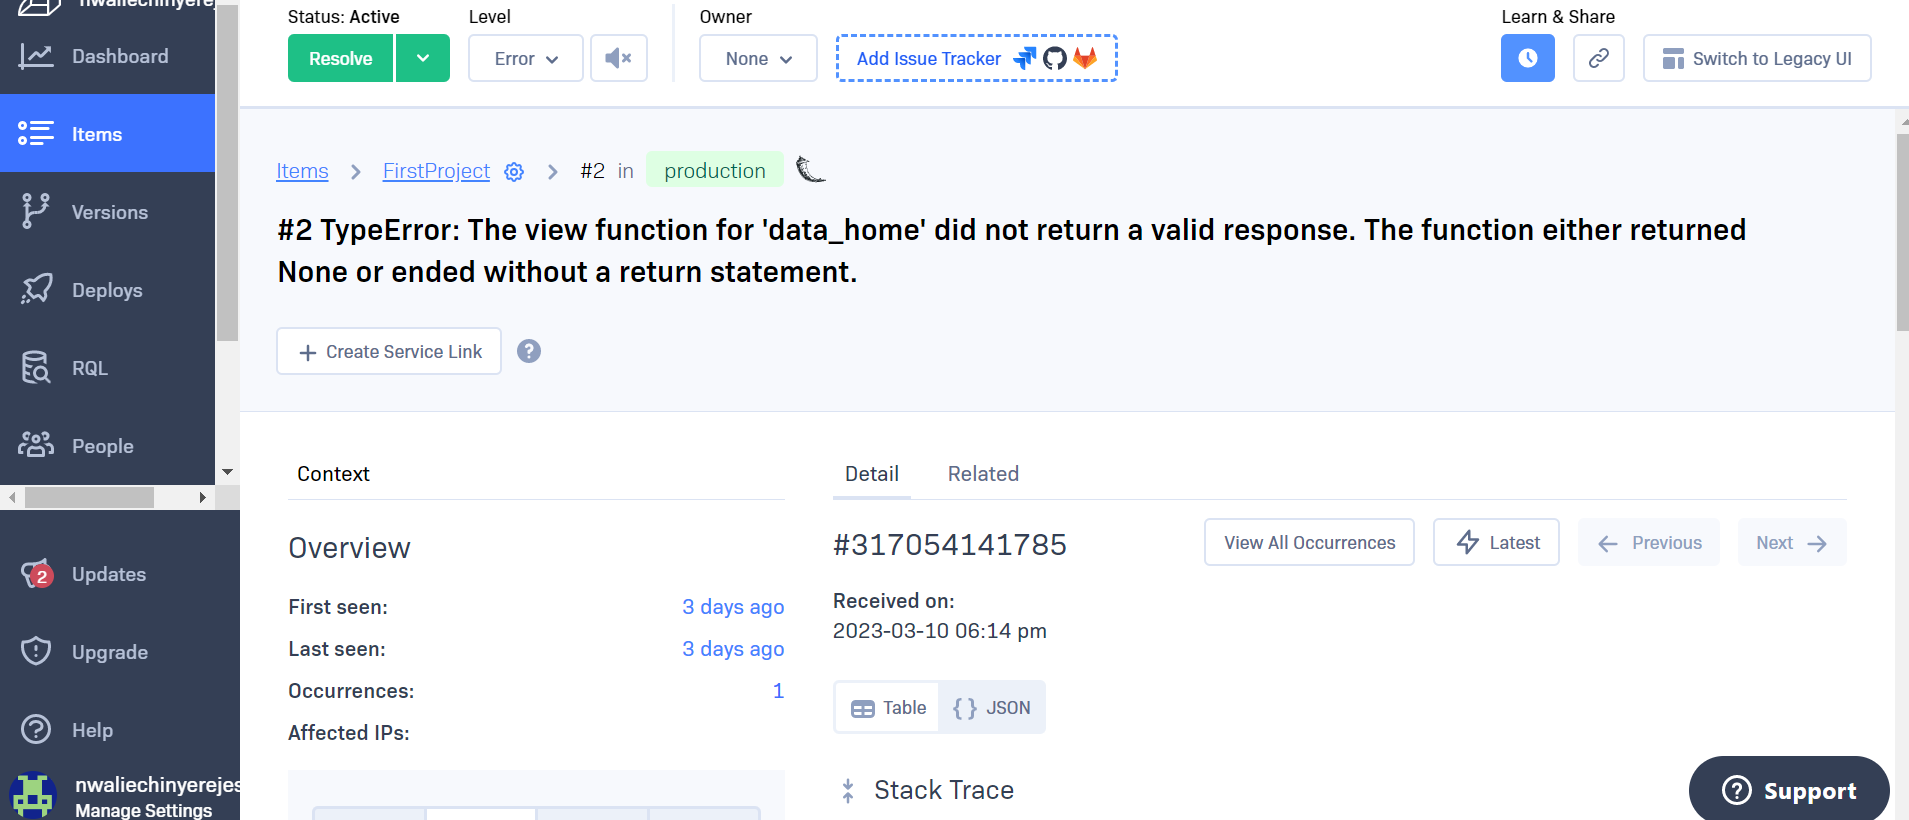 nwaliechinyerejes
Dashboard
Items
Versions
Deploys
RQL
People
Updates
2
Upgrade
Help
nwaliechinyerejes
Manage Settings
Status: Active
Level
Owner
Learn & Share
Resolve
Error
None
Add Issue Tracker
Switch to Legacy UI
Items
FirstProject
#2 in
production
#2 TypeError: The view function for 'data_home' did not return a valid response. The function either returned
None or ended without a return statement.
Create Service Link
?
Context
Overview
First seen: 3 days ago
Last seen: 3 days ago
Occurrences: 1
Affected IPs:
Detail
Related
#317054141785
View All Occurrences
Latest
Previous
Next
Received on:
2023-03-10 06:14 pm
Table
{ } JSON
Stack Trace
? Support